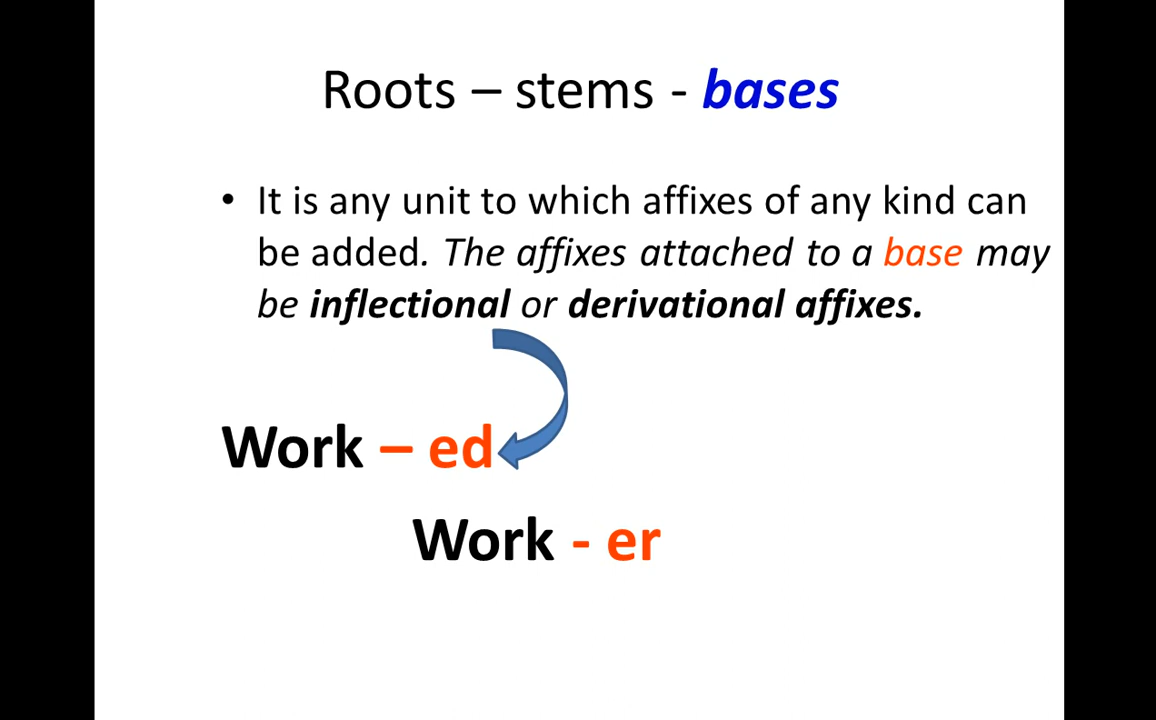 Roots – stems - bases
• It is any unit to which affixes of any kind can
be added. The affixes attached to a base may
be inflectional or derivational affixes.
Work – ed
Work - er